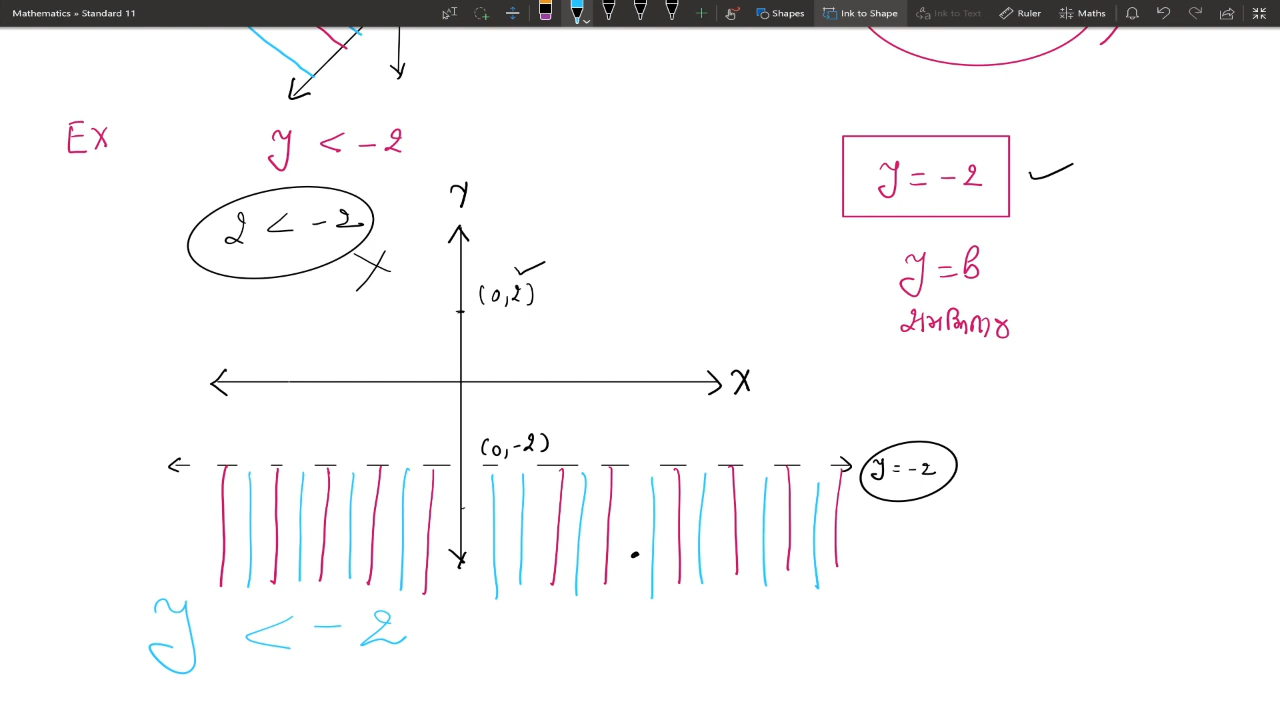 Mathematics » Standard 11
Shapes
Ink to Shape
Ink to Text
Ruler
Maths
Ex
y < -2
y = -2
2 < -2
Y
(0,2)
y = b
X
(0,-2)
y = -2
y < -2